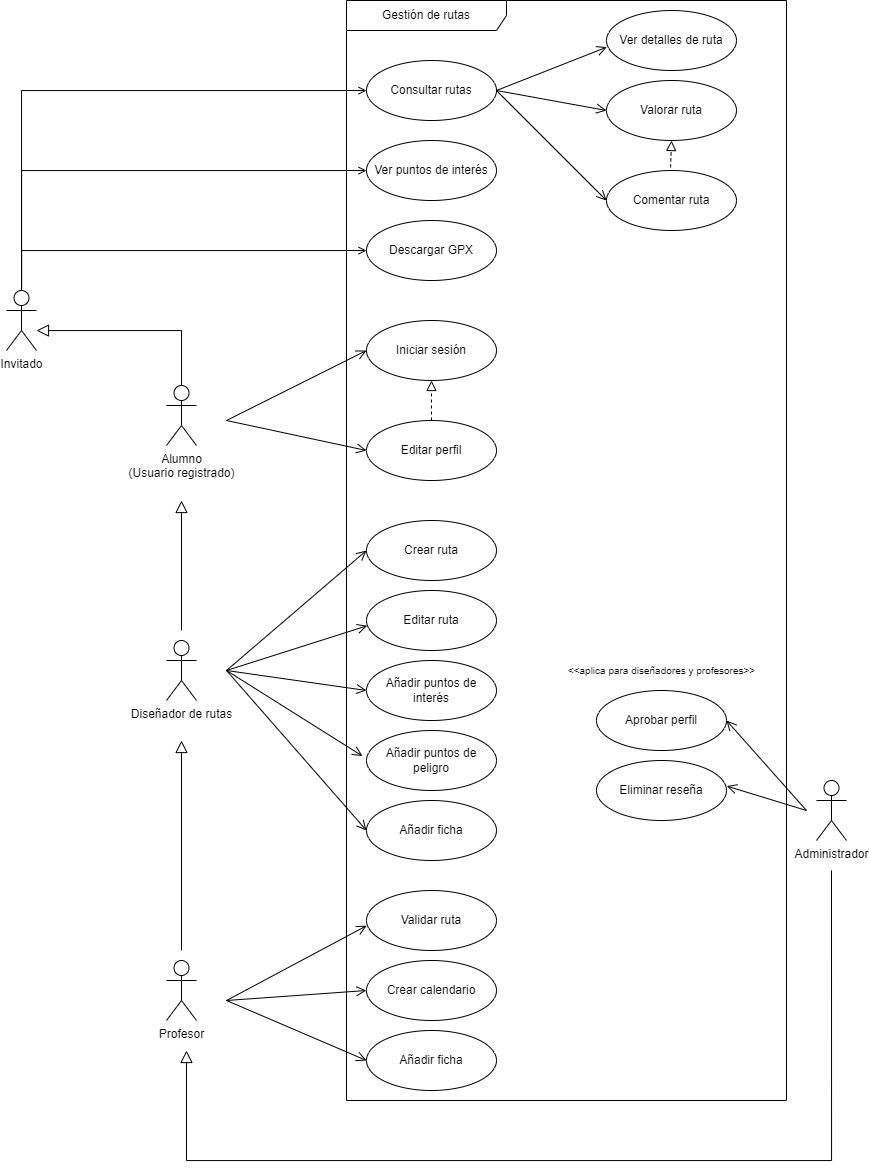 Gestión de rutas
Ver detalles de ruta
Consultar rutas
Valorar ruta
Ver puntos de interés
Comentar ruta
Descargar GPX
Invitado
Iniciar sesión
Alumno
(Usuario registrado)
Editar perfil
Crear ruta
Editar ruta
<<aplica para diseñadores y profesores>>
Añadir puntos de
interés
Diseñador de rutas
Aprobar perfil
Añadir puntos de
peligro
Eliminar reseña
Añadir ficha
Administrador
Validar ruta
Crear calendario
Profesor
Añadir ficha